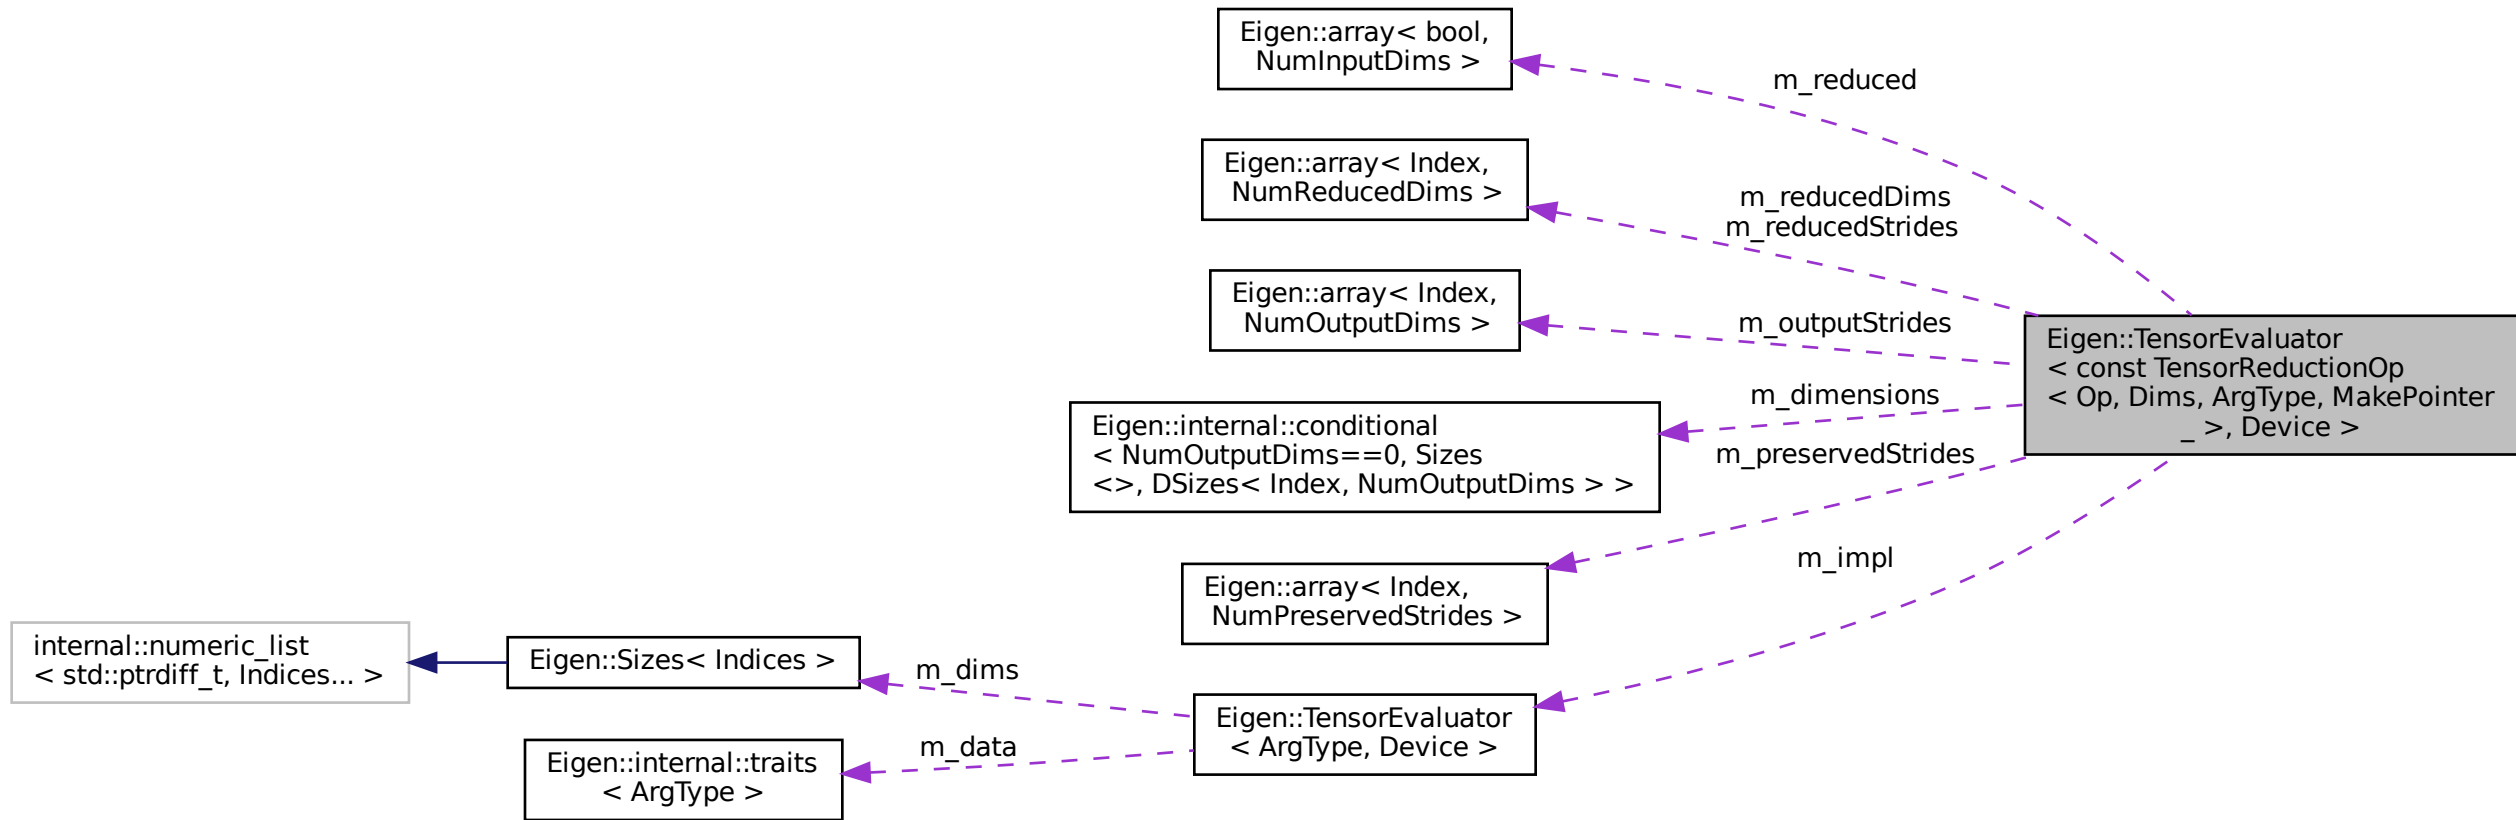 Eigen::array< bool,
NumInputDims >
m_reduced
Eigen::array< Index,
NumReducedDims >
m_reducedDims
m_reducedStrides
Eigen::array< Index,
NumOutputDims >
m_outputStrides
Eigen::TensorEvaluator
< const TensorReductionOp
< Op, Dims, ArgType, MakePointer
_ >, Device >
m_dimensions
Eigen::internal::conditional
< NumOutputDims==0, Sizes
<>, DSizes< Index, NumOutputDims > >
m_preservedStrides
Eigen::array< Index,
NumPreservedStrides >
m_impl
internal::numeric_list
< std::ptrdiff_t, Indices... >
Eigen::Sizes< Indices >
m_dims
Eigen::TensorEvaluator
< ArgType, Device >
m_data
Eigen::internal::traits
< ArgType >